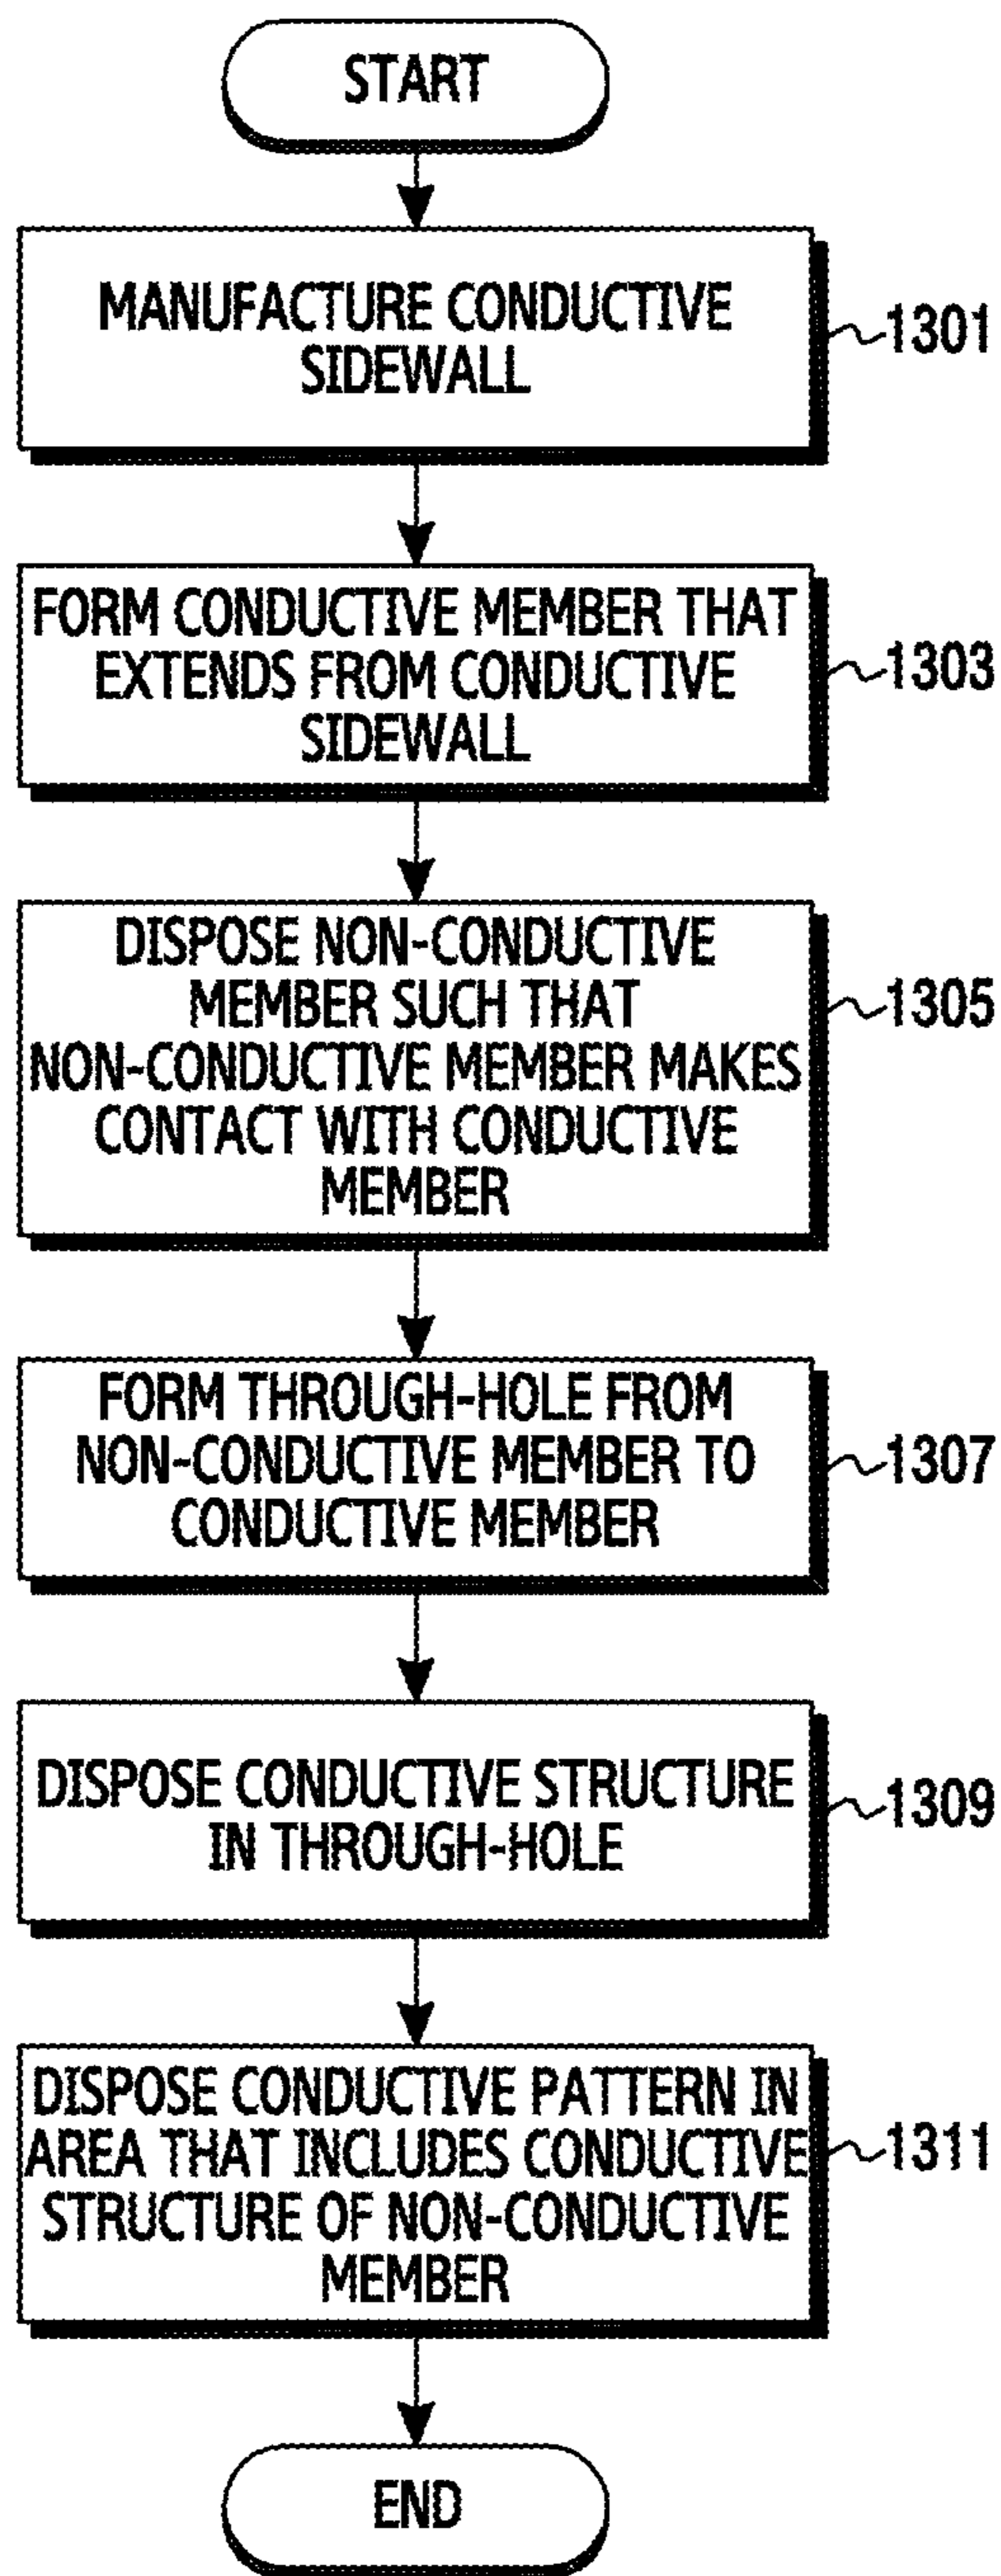 START
MANUFACTURE CONDUCTIVE
SIDEWALL
1301
FORM CONDUCTIVE MEMBER THAT
EXTENDS FROM CONDUCTIVE
SIDEWALL
1303
DISPOSE NON-CONDUCTIVE
MEMBER SUCH THAT
NON-CONDUCTIVE MEMBER MAKES
CONTACT WITH CONDUCTIVE
MEMBER
1305
FORM THROUGH-HOLE FROM
NON-CONDUCTIVE MEMBER TO
CONDUCTIVE MEMBER
1307
DISPOSE CONDUCTIVE STRUCTURE
IN THROUGH-HOLE
1309
DISPOSE CONDUCTIVE PATTERN IN
AREA THAT INCLUDES CONDUCTIVE
STRUCTURE OF NON-CONDUCTIVE
MEMBER
1311
END